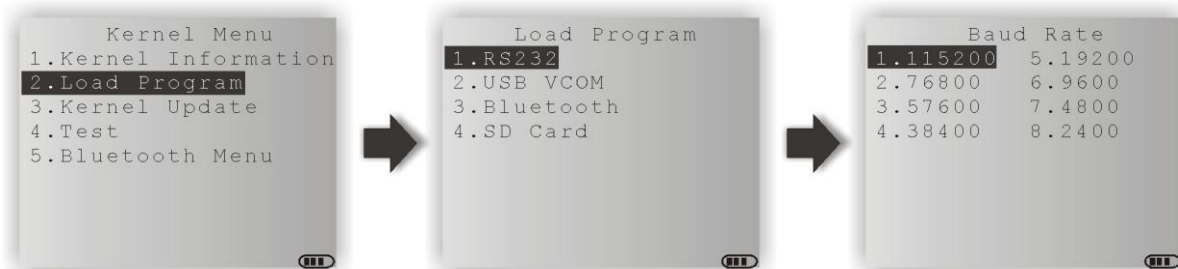 Kernel Menu
1.Kernel Information
2.Load Program
3.Kernel Update
4.Test
5.Bluetooth Menu
Load Program
1.RS232
2.USB VCOM
3.Bluetooth
4.SD Card
Baud Rate
1.115200 5.19200
2.76800 6.9600
3.57600 7.4800
4.38400 8.2400